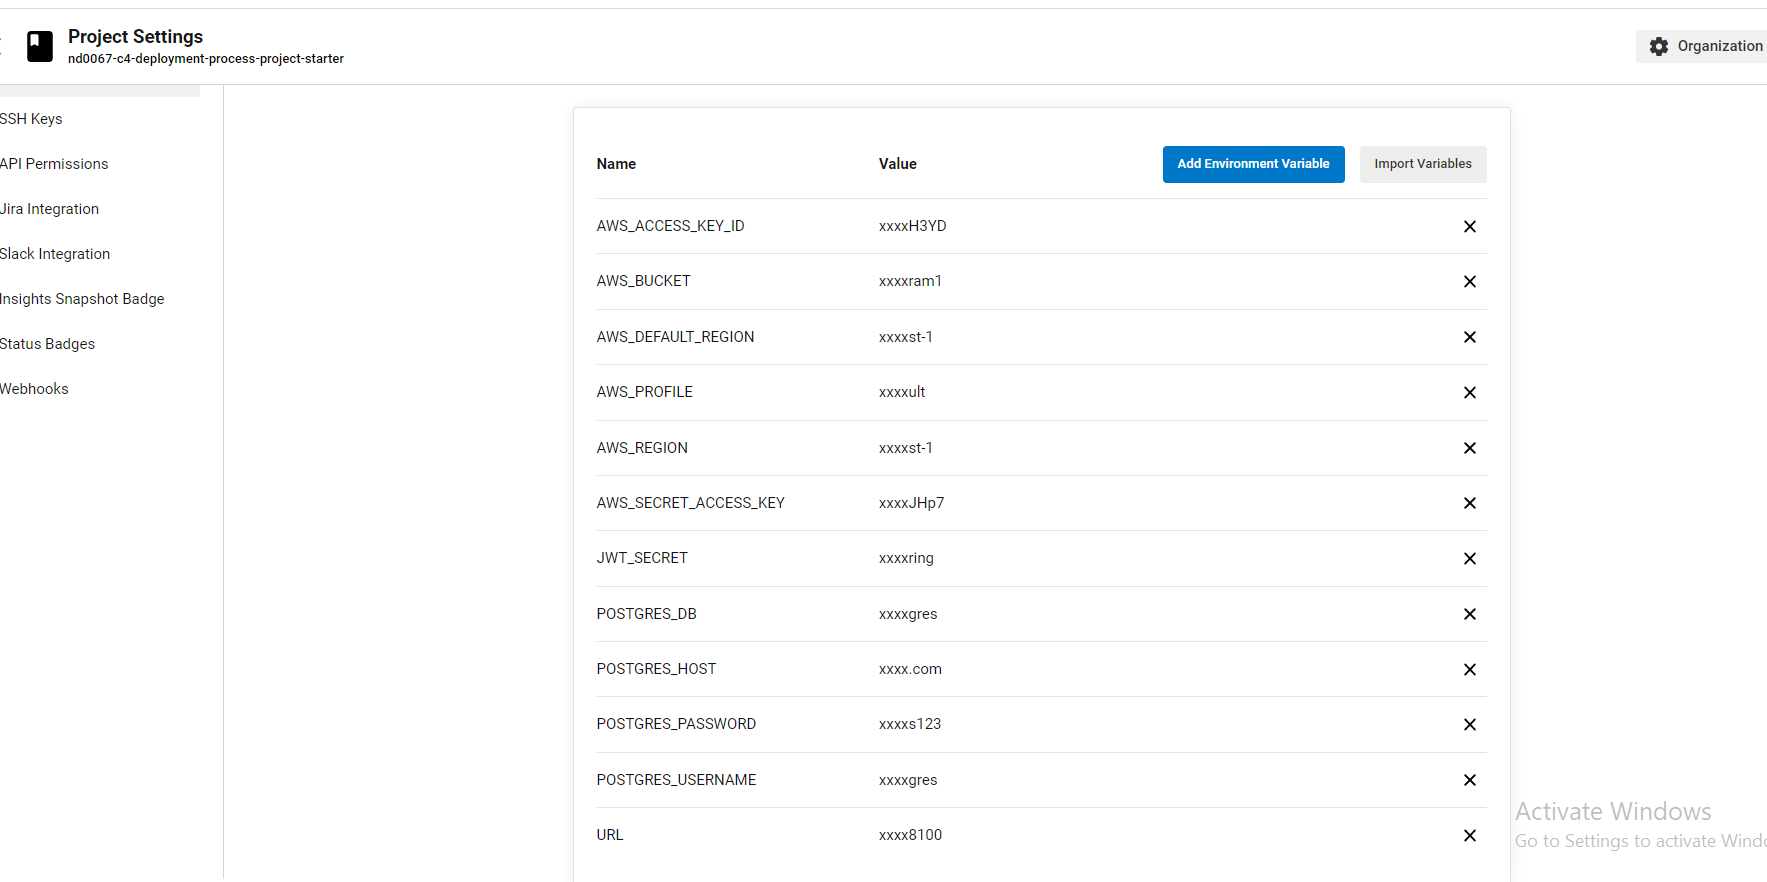 Project Settings
nd0067-c4-deployment-process-project-starter
Organization
SSH Keys
API Permissions
Jira Integration
Slack Integration
Insights Snapshot Badge
Status Badges
Webhooks
Name Value Add Environment Variable Import Variables
AWS_ACCESS_KEY_ID xxxxH3YD
AWS_BUCKET xxxxram1
AWS_DEFAULT_REGION xxxxst-1
AWS_PROFILE xxxxult
AWS_REGION xxxxst-1
AWS_SECRET_ACCESS_KEY xxxxJHp7
JWT_SECRET xxxxring
POSTGRES_DB xxxxgres
POSTGRES_HOST xxxx.com
POSTGRES_PASSWORD xxxxs123
POSTGRES_USERNAME xxxxgres
URL xxxx8100
Activate Windows
Go to Settings to activate Windo